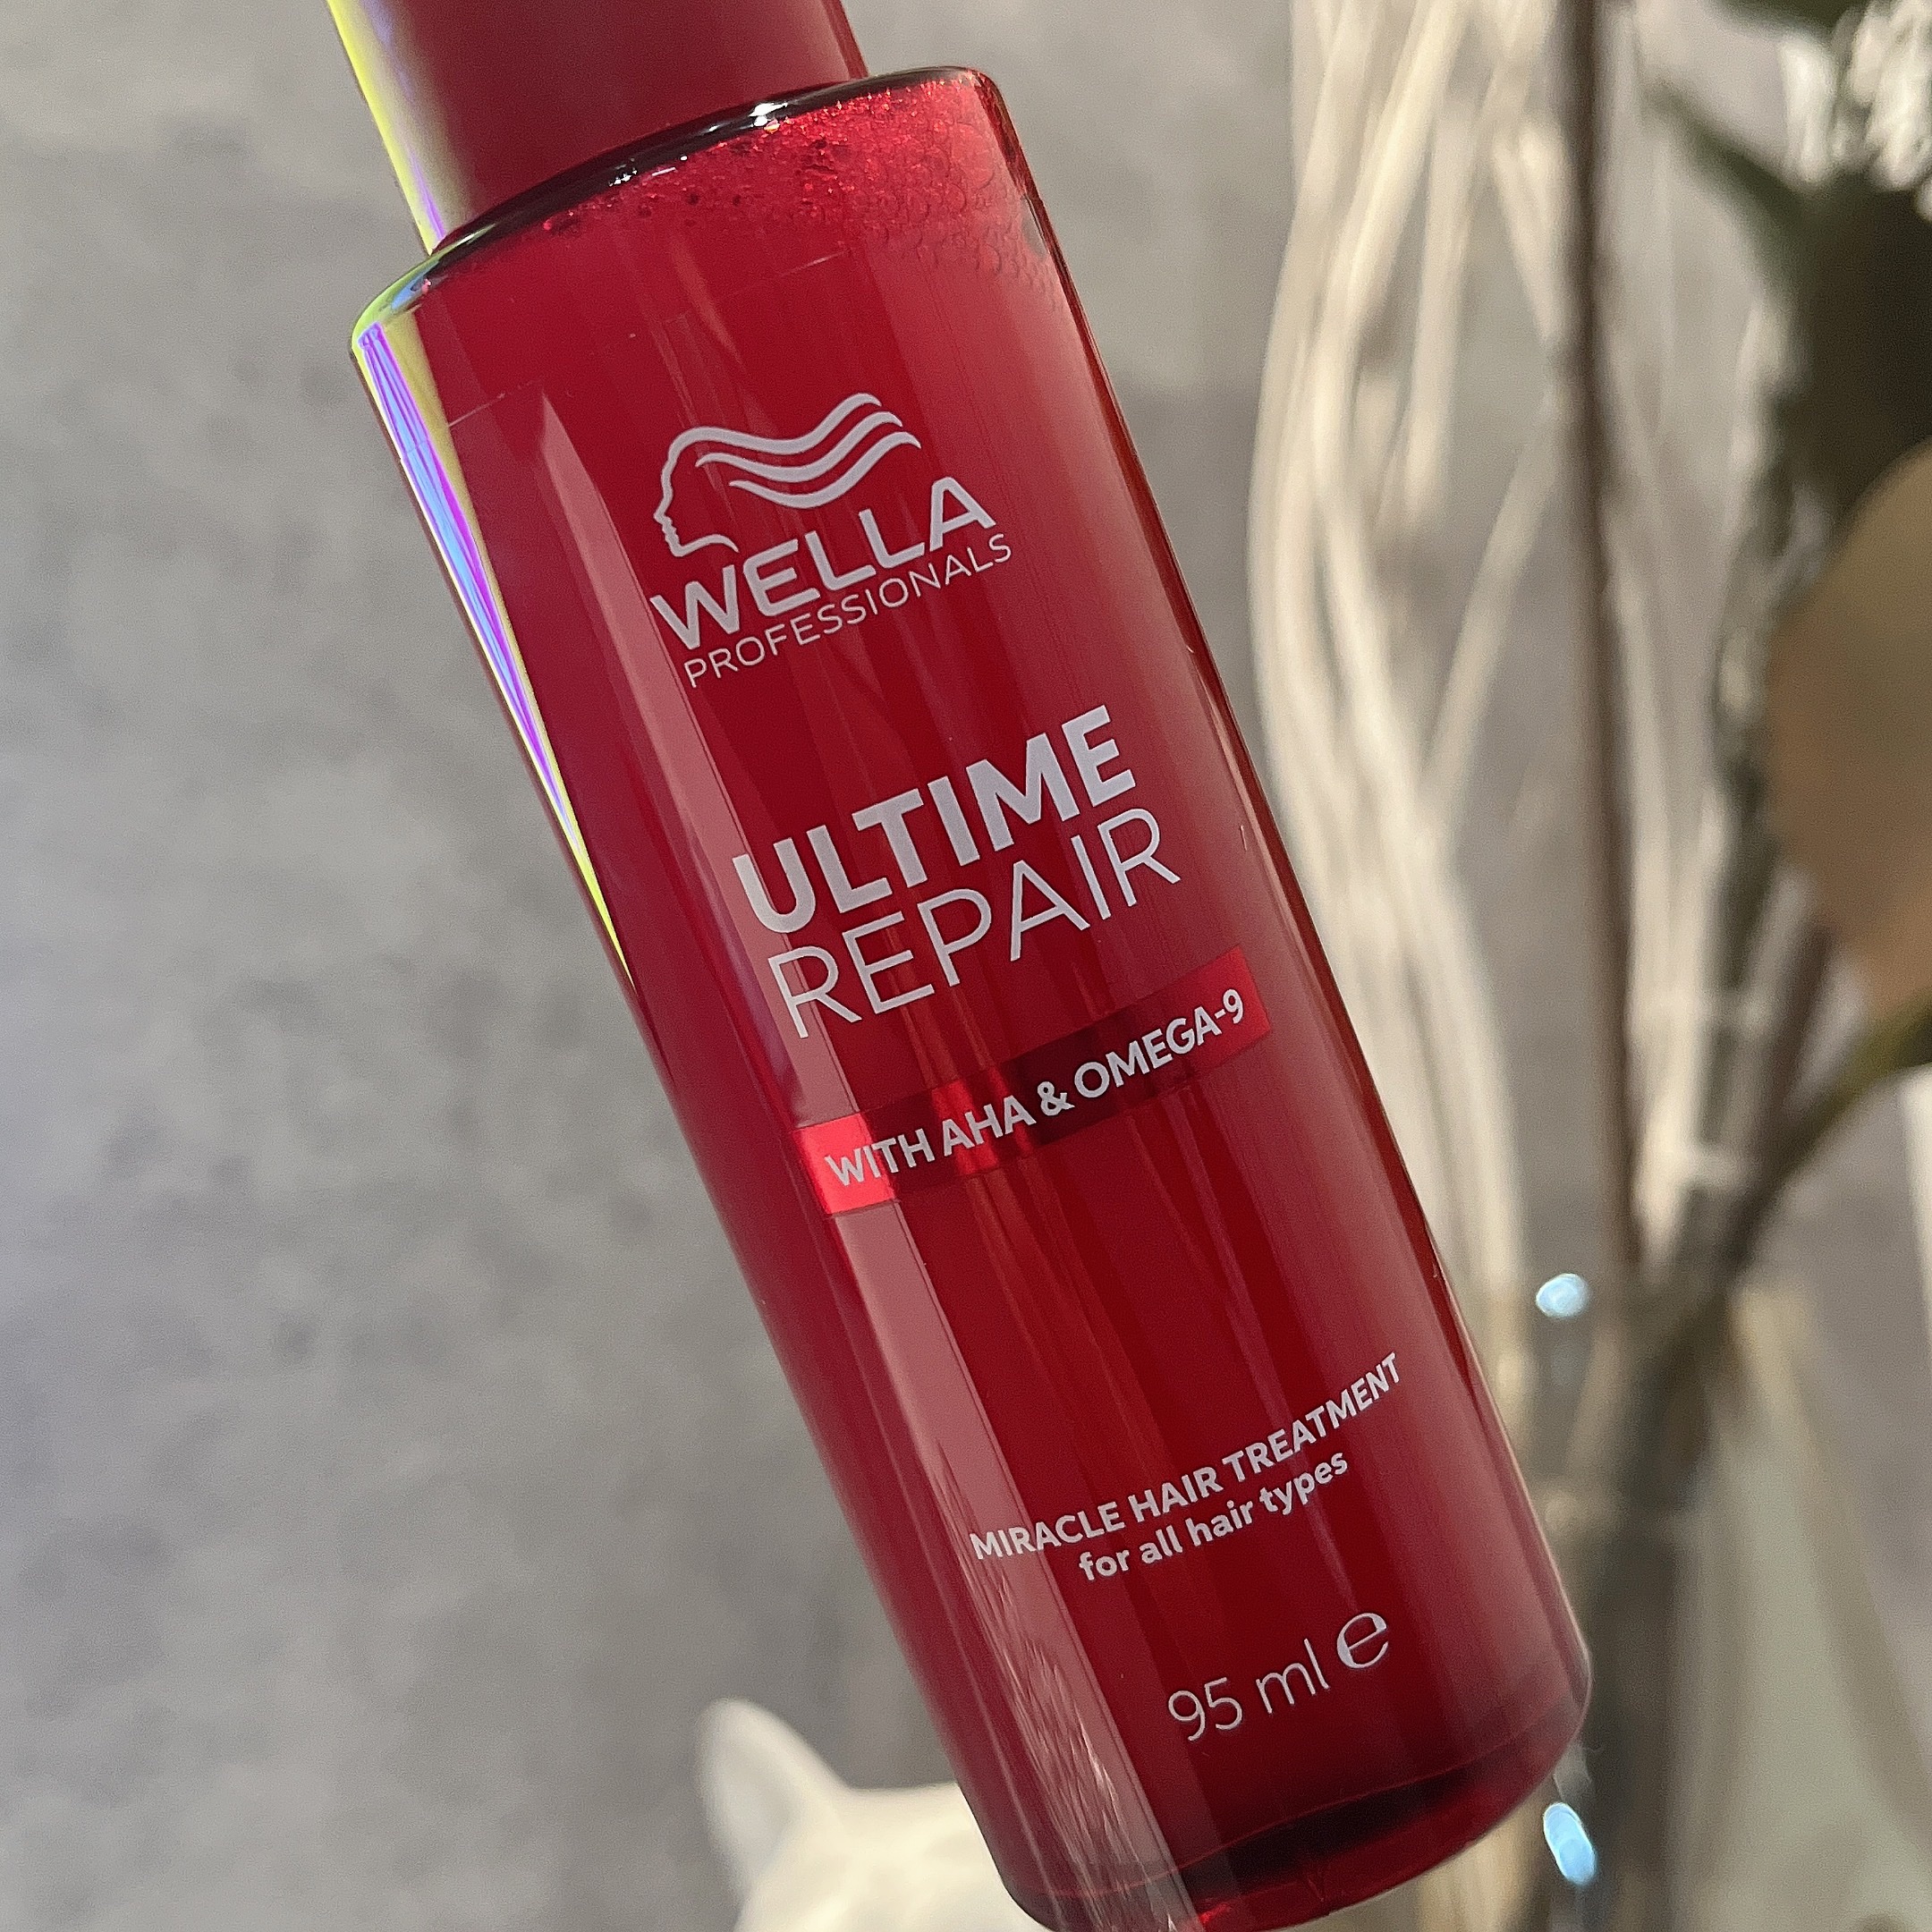 WELLA
PROFESSIONALS
ULTIME
REPAIR
WITH AHA & OMEGA-9
MIRACLE HAIR TREATMENT
for all hair types
95 ml ℮